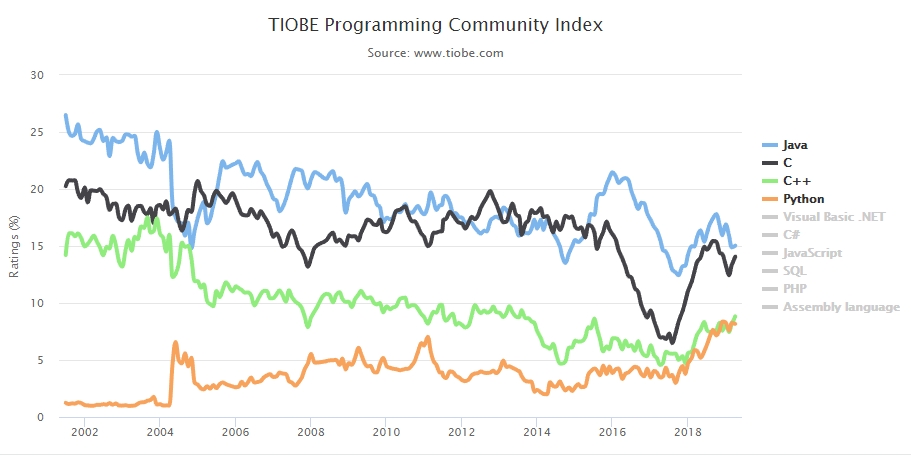 TIOBE Programming Community Index
Source: www.tiobe.com
Ratings (%)
30
25
20
15
10
5
0
2002 2004 2006 2008 2010 2012 2014 2016 2018
Java
C
C++
Python
Visual Basic .NET
C#
JavaScript
SQL
PHP
Assembly language